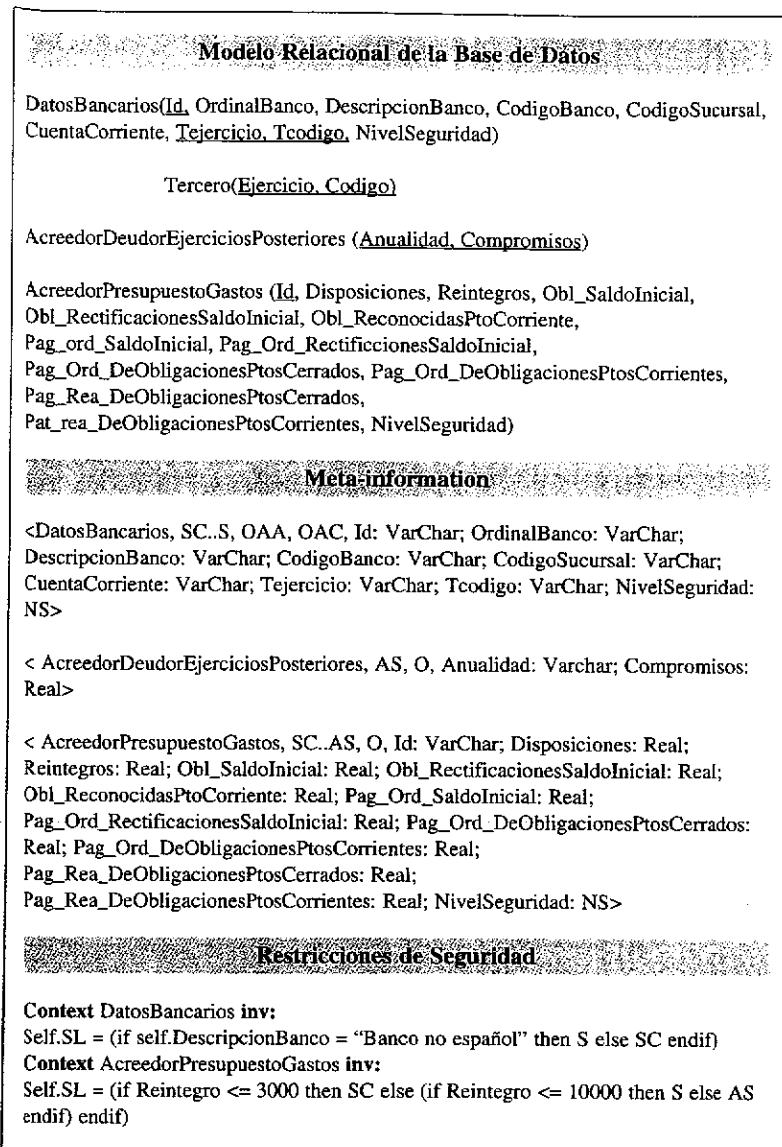 Modelo Relacional de la Base de Datos
DatosBancarios(Id, OrdinalBanco, DescripcionBanco, CodigoBanco, CodigoSucursal,
CuentaCorriente, Tejercicio, Tcodigo, NivelSeguridad)
Tercero(Ejercicio, Codigo)
AcreedorDeudorEjerciciosPosteriores (Anualidad, Compromisos)
AcreedorPresupuestoGastos (Id, Disposiciones, Reintegros, Obl_SaldoInicial,
Obl_RectificacionesSaldoInicial, Obl_ReconocidasPtoCorriente,
Pag_ord_SaldoInicial, Pag_Ord_RectificcionesSaldoInicial,
Pag_Ord_DeObligacionesPtosCerrados, Pag_Ord_DeObligacionesPtosCorrientes,
Pag_Rea_DeObligacionesPtosCerrados,
Pat_rea_DeObligacionesPtosCorrientes, NivelSeguridad)
Meta-information
<DatosBancarios, SC..S, OAA, OAC, Id: VarChar; OrdinalBanco: VarChar;
DescripcionBanco: VarChar; CodigoBanco: VarChar; CodigoSucursal: VarChar;
CuentaCorriente: VarChar; Tejercicio: VarChar; Tcodigo: VarChar; NivelSeguridad:
NS>
< AcreedorDeudorEjerciciosPosteriores, AS, O, Anualidad: Varchar; Compromisos:
Real>
< AcreedorPresupuestoGastos, SC..AS, O, Id: VarChar; Disposiciones: Real;
Reintegros: Real; Obl_SaldoInicial: Real; Obl_RectificacionesSaldoInicial: Real;
Obl_ReconocidasPtoCorriente: Real; Pag_Ord_SaldoInicial: Real;
Pag_Ord_RectificacionesSaldoInicial: Real; Pag_Ord_DeObligacionesPtosCerrados:
Real; Pag_Ord_DeObligacionesPtosCorrientes: Real;
Pag_Rea_DeObligacionesPtosCerrados: Real;
Pag_Rea_DeObligacionesPtosCorrientes: Real; NivelSeguridad: NS>
Restricciones de Seguridad
Context DatosBancarios inv:
Self.SL = (if self.DescripcionBanco = “Banco no español” then S else SC endif)
Context AcreedorPresupuestoGastos inv:
Self.SL = (if Reintegro <= 3000 then SC else (if Reintegro <= 10000 then S else AS
endif) endif)